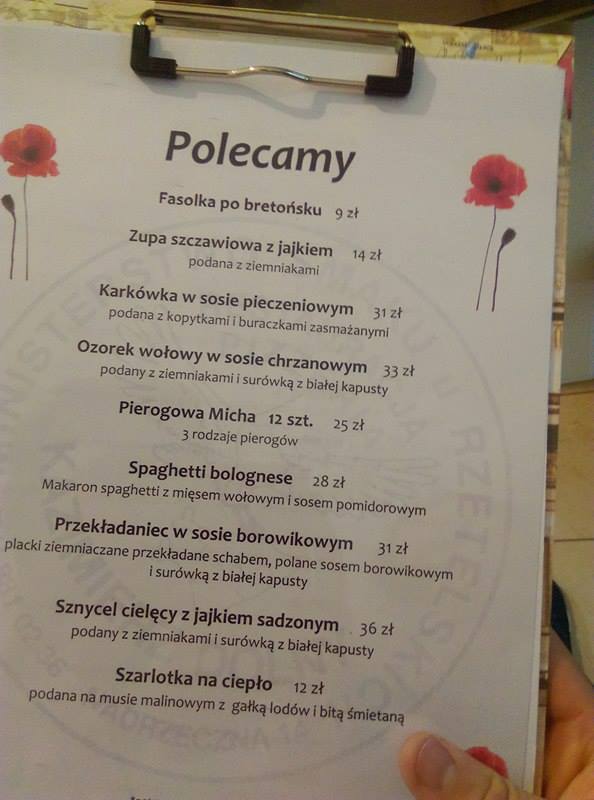 Polecamy
Fasolka po bretońsku 9 zł
Zupa szczawiowa z jajkiem 14 zł
podana z ziemniakami
Karkówka w sosie pieczeniowym 31 zł
podana z kopytkami i buraczkami zasmażanymi
Ozorek wołowy w sosie chrzanowym 33 zł
podany z ziemniakami i surówką z białej kapusty
Pierogowa Micha 12 szt. 25 zł
3 rodzaje pierogów
Spaghetti bolognese 28 zł
Makaron spaghetti z mięsem wołowym i sosem pomidorowym
Przekładaniec w sosie borowikowym 31 zł
placki ziemniaczane przekładane schabem, polane sosem borowikowym
i surówką z białej kapusty
Sznycel cielęcy z jajkiem sadzonym 36 zł
podany z ziemniakami i surówką z białej kapusty
Szarlotka na ciepło 12 zł
podana na musie malinowym z gałką lodów i bitą śmietaną